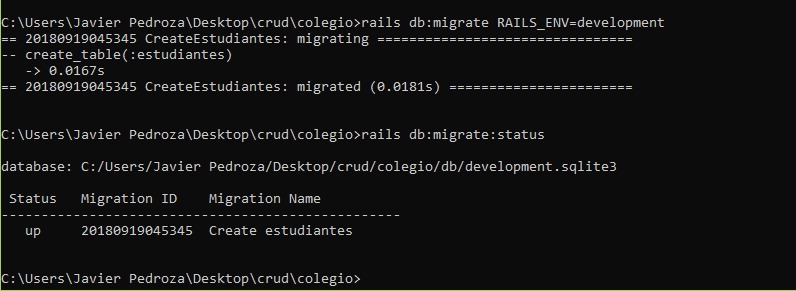 C:\Users\Javier Pedroza\Desktop\crud\colegio>rails db:migrate RAILS_ENV=development
== 20180919045345 CreateEstudiantes: migrating ================================
-- create_table(:estudiantes)
   -> 0.0167s
== 20180919045345 CreateEstudiantes: migrated (0.0181s) =======================
C:\Users\Javier Pedroza\Desktop\crud\colegio>rails db:migrate:status
database: C:/Users/Javier Pedroza/Desktop/crud/colegio/db/development.sqlite3
 Status   Migration ID    Migration Name
--------------------------------------------------
   up     20180919045345  Create estudiantes
C:\Users\Javier Pedroza\Desktop\crud\colegio>